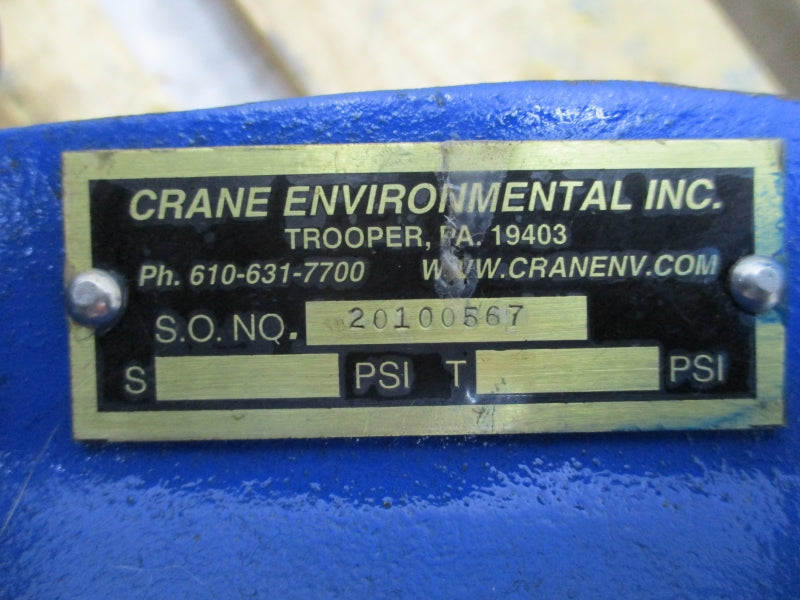 CRANE ENVIRONMENTAL INC.
TROOPER, PA. 19403
Ph. 610-631-7700 WWW.CRANENV.COM
S.O. NO. 20100567
S PSI T PSI